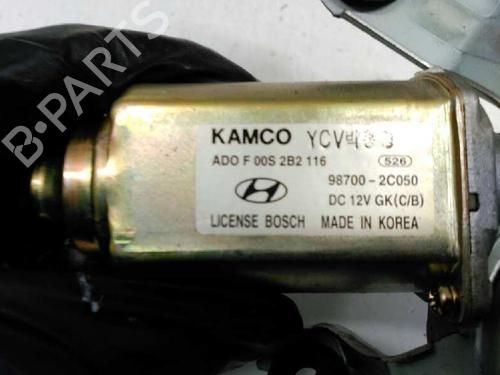 KAMCO
ADO F 00S 2B2 116 526
98700-2C050
DC 12V GK(C/B)
LICENSE BOSCH MADE IN KOREA
B-PARTS